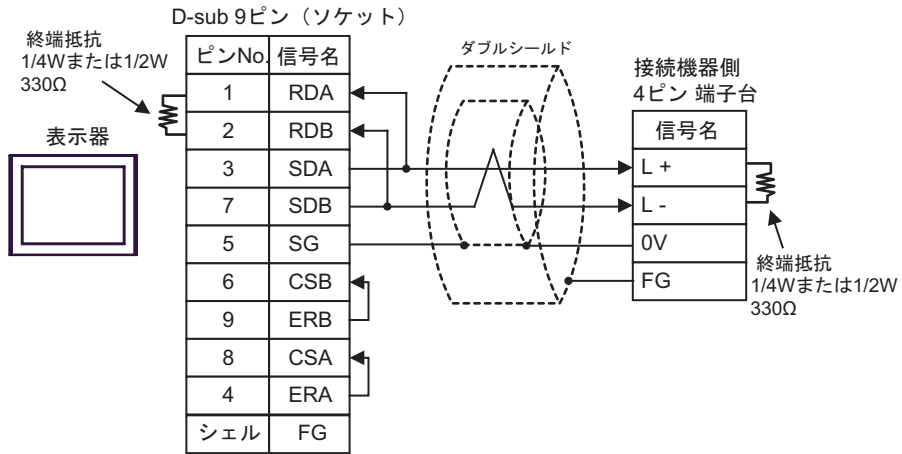 D-sub 9ピン（ソケット）
終端抵抗
1/4Wまたは1/2W
330Ω
表示器
ピンNo. 信号名
1 RDA
2 RDB
3 SDA
7 SDB
5 SG
6 CSB
9 ERB
8 CSA
4 ERA
シェル FG
ダブルシールド
接続機器側
4ピン 端子台
信号名
L +
L -
0V
FG
終端抵抗
1/4Wまたは1/2W
330Ω